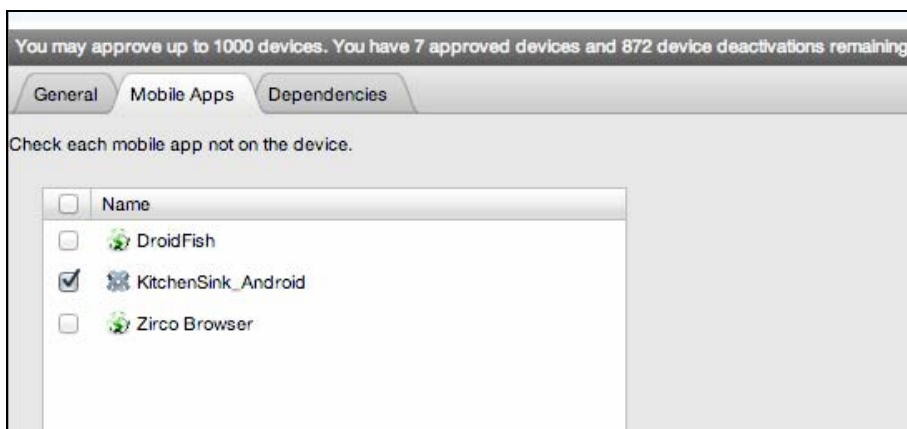 You may approve up to 1000 devices. You have 7 approved devices and 872 device deactivations remaining
General Mobile Apps Dependencies
Check each mobile app not on the device.
Name
DroidFish
KitchenSink_Android
Zirco Browser